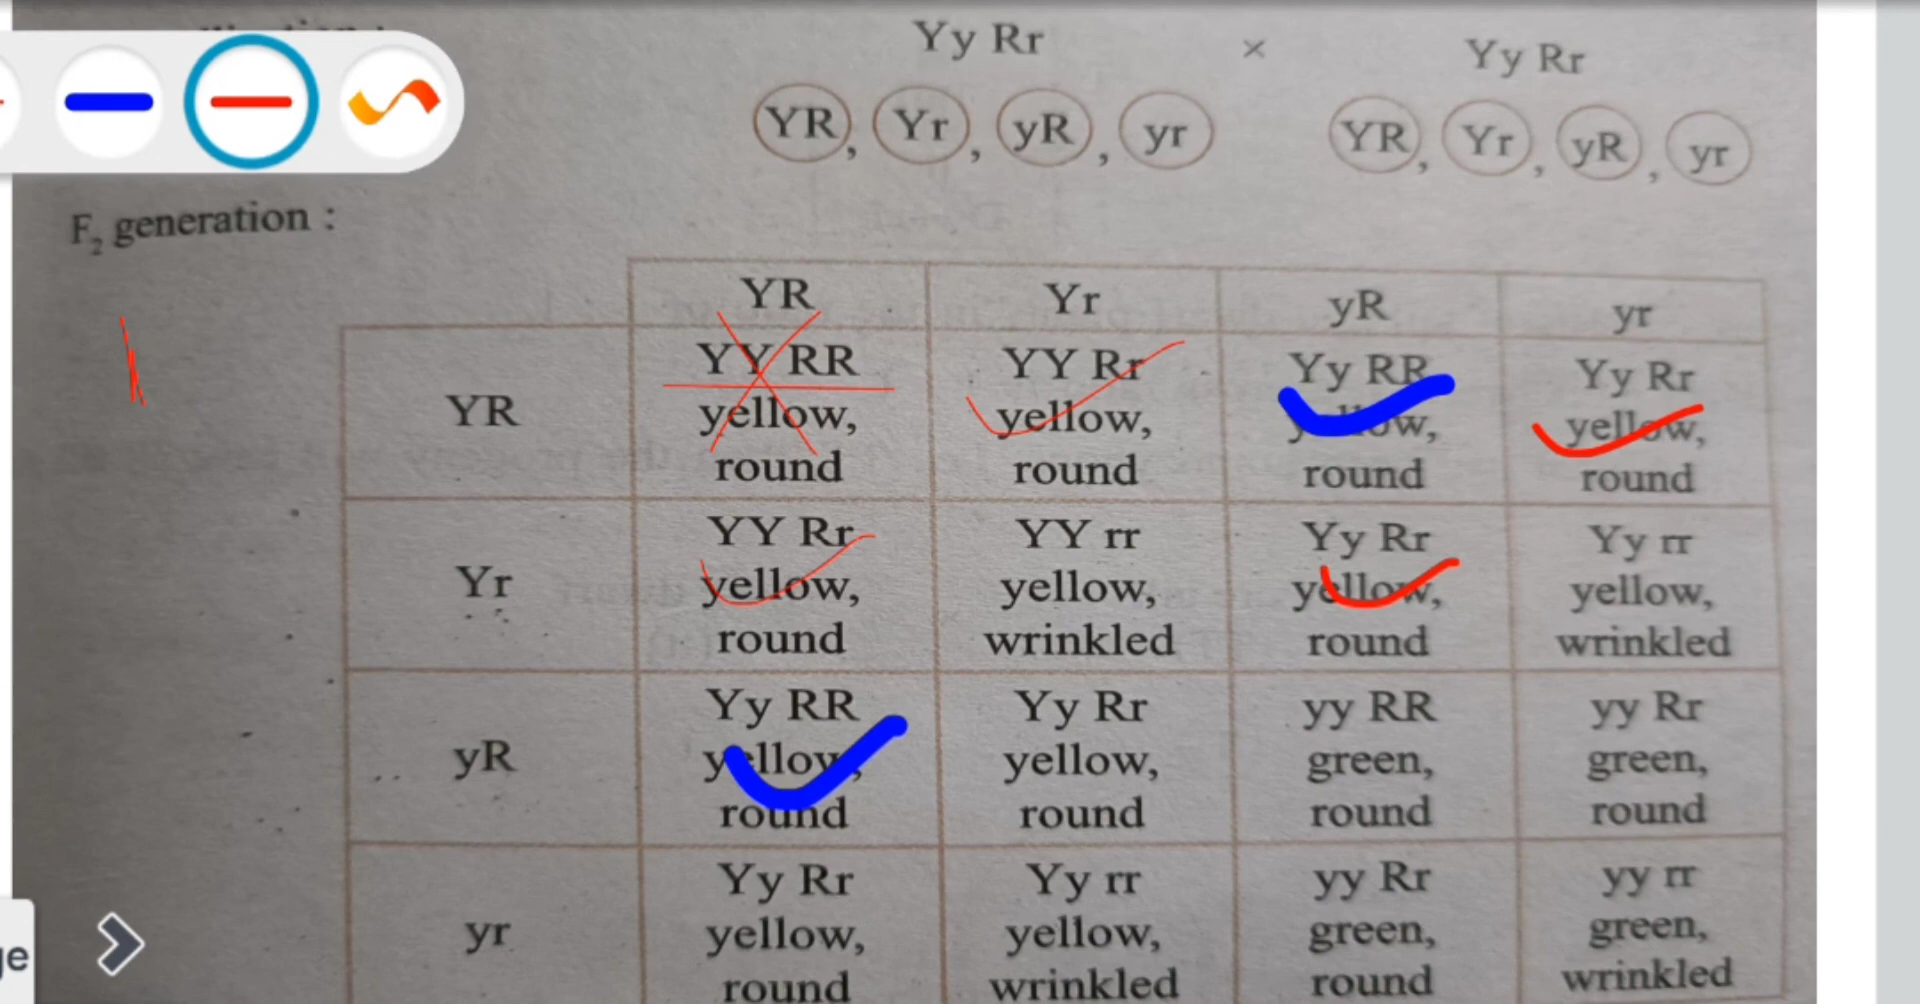 Yy Rr × Yy Rr
YR, Yr, yR, yr YR, Yr, yR, yr
F₂ generation :
YR Yr yR yr
YR YY RR YY Rr Yy RR Yy Rr
yellow, yellow, yellow, yellow,
round round round round
Yr YY Rr YY rr Yy Rr Yy rr
yellow, yellow, yellow, yellow,
round wrinkled round wrinkled
yR Yy RR Yy Rr yy RR yy Rr
yellow, yellow, green, green,
round round round round
yr Yy Rr Yy rr yy Rr yy rr
yellow, yellow, green, green,
round wrinkled round wrinkled